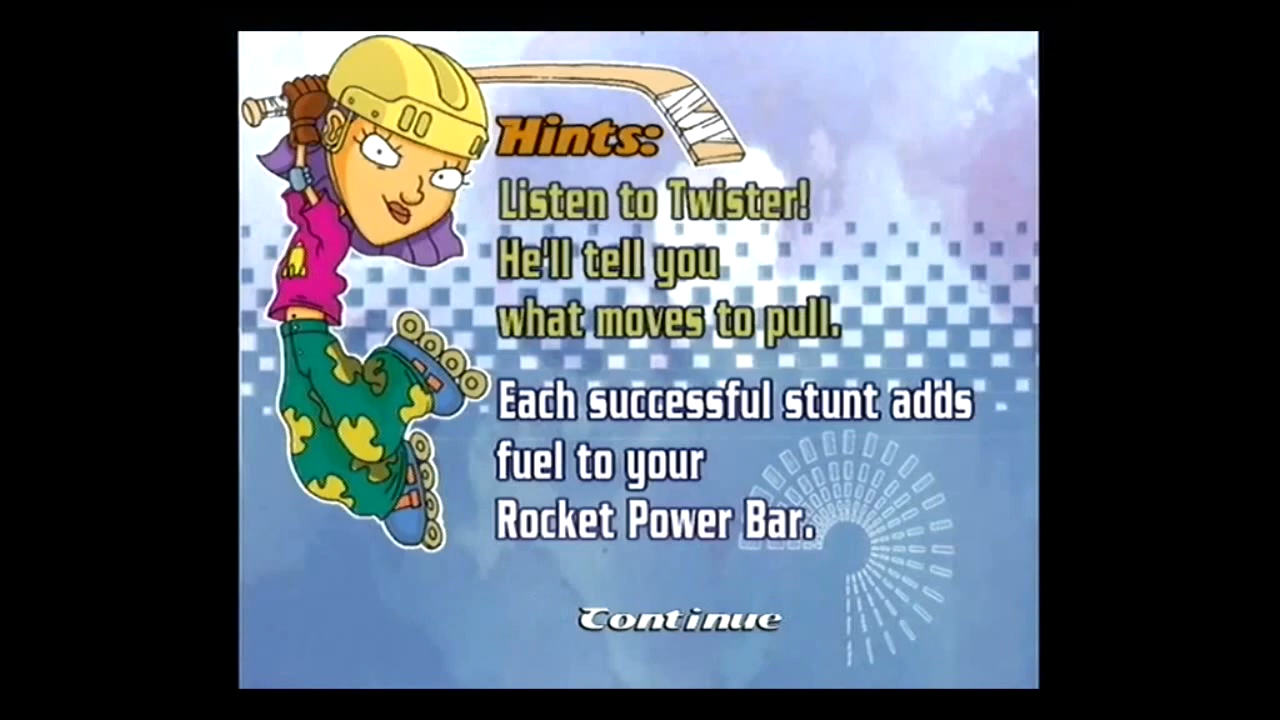 Hints:
Listen to Twister!
He'll tell you
what moves to pull.
Each successful stunt adds
fuel to your
Rocket Power Bar.
Continue